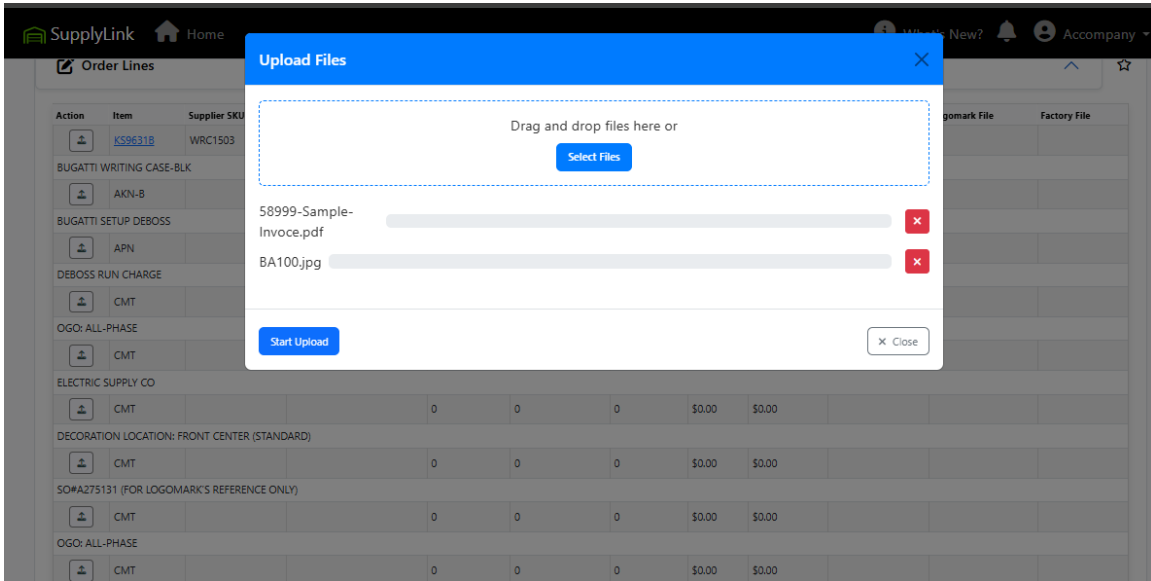 SupplyLink Home What's New? Accompany
Order Lines
Upload Files
Drag and drop files here or
Select Files
58999-Sample-
Invoce.pdf
BA100.jpg
Start Upload
Close
Action Item Supplier SKU gomark File Factory File
KS9631B WRC1503
BUGATTI WRITING CASE-BLK
AKN-B
BUGATTI SETUP DEBOSS
APN
DEBOSS RUN CHARGE
CMT
OGO: ALL-PHASE
CMT
ELECTRIC SUPPLY CO
CMT 0 0 0 $0.00 $0.00
DECORATION LOCATION: FRONT CENTER (STANDARD)
CMT 0 0 0 $0.00 $0.00
SO#A275131 (FOR LOGOMARK'S REFERENCE ONLY)
CMT 0 0 0 $0.00 $0.00
OGO: ALL-PHASE
CMT 0 0 0 $0.00 $0.00